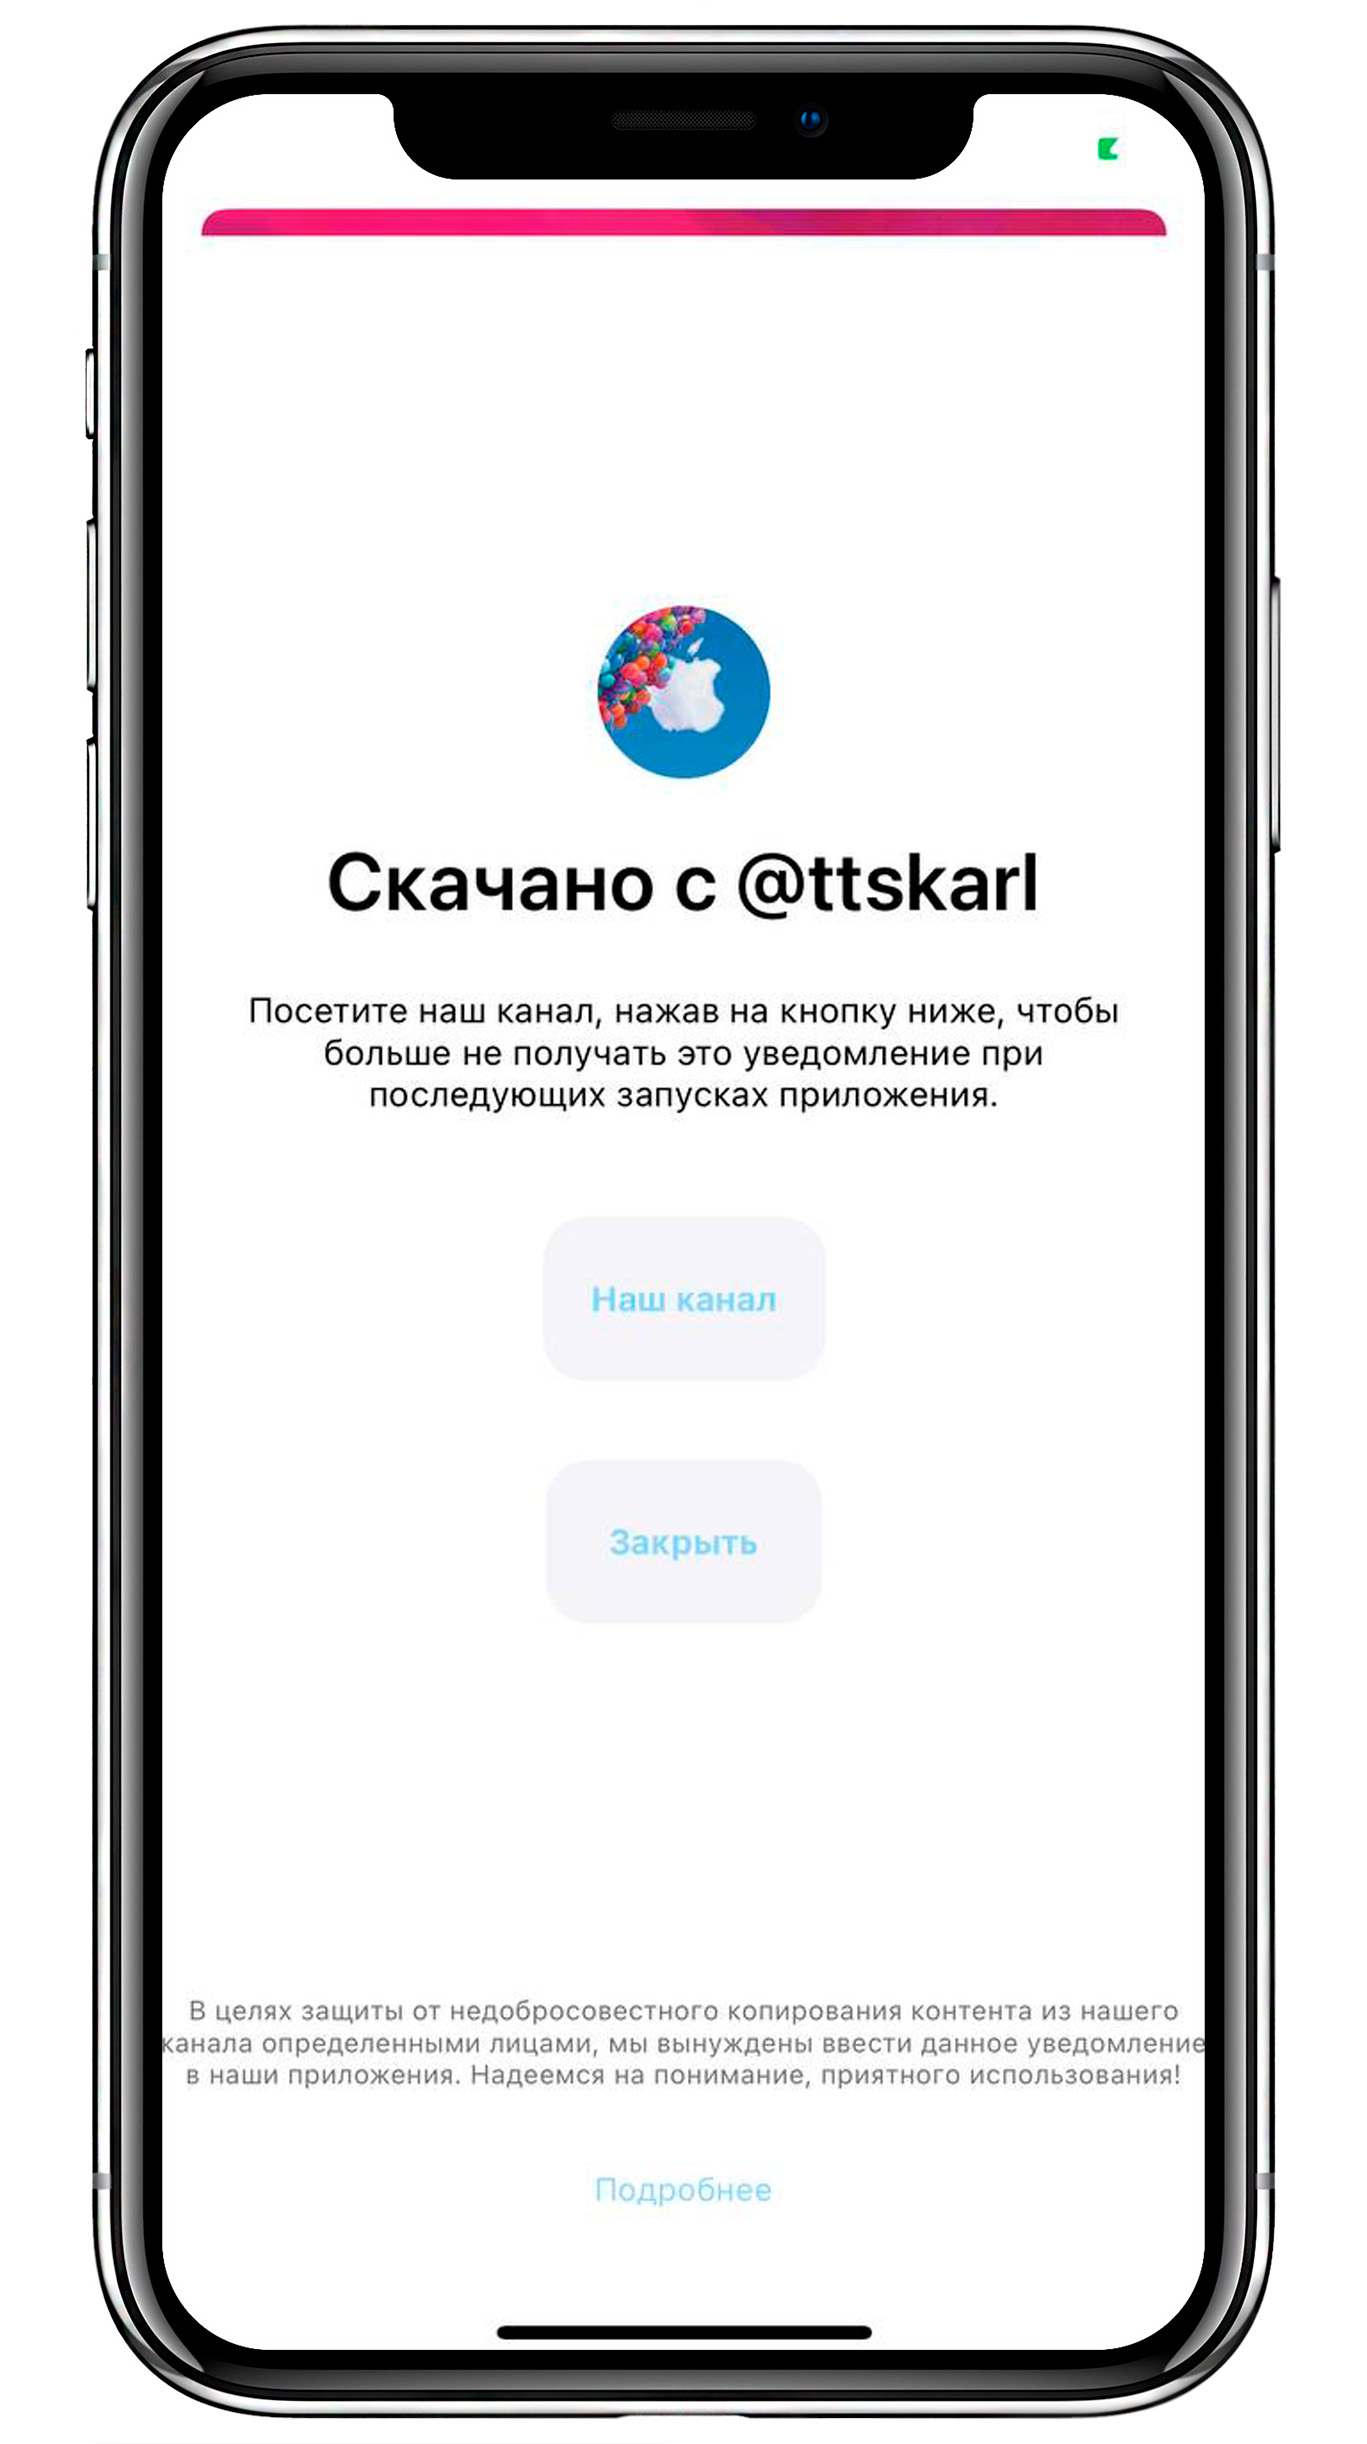 Скачано с @ttskarl
Посетите наш канал, нажав на кнопку ниже, чтобы
больше не получать это уведомление при
последующих запусках приложения.
Наш канал
Закрыть
В целях защиты от недобросовестного копирования контента из нашего
канала определенными лицами, мы вынуждены ввести данное уведомление
в наши приложения. Надеемся на понимание, приятного использования!
Подробнее